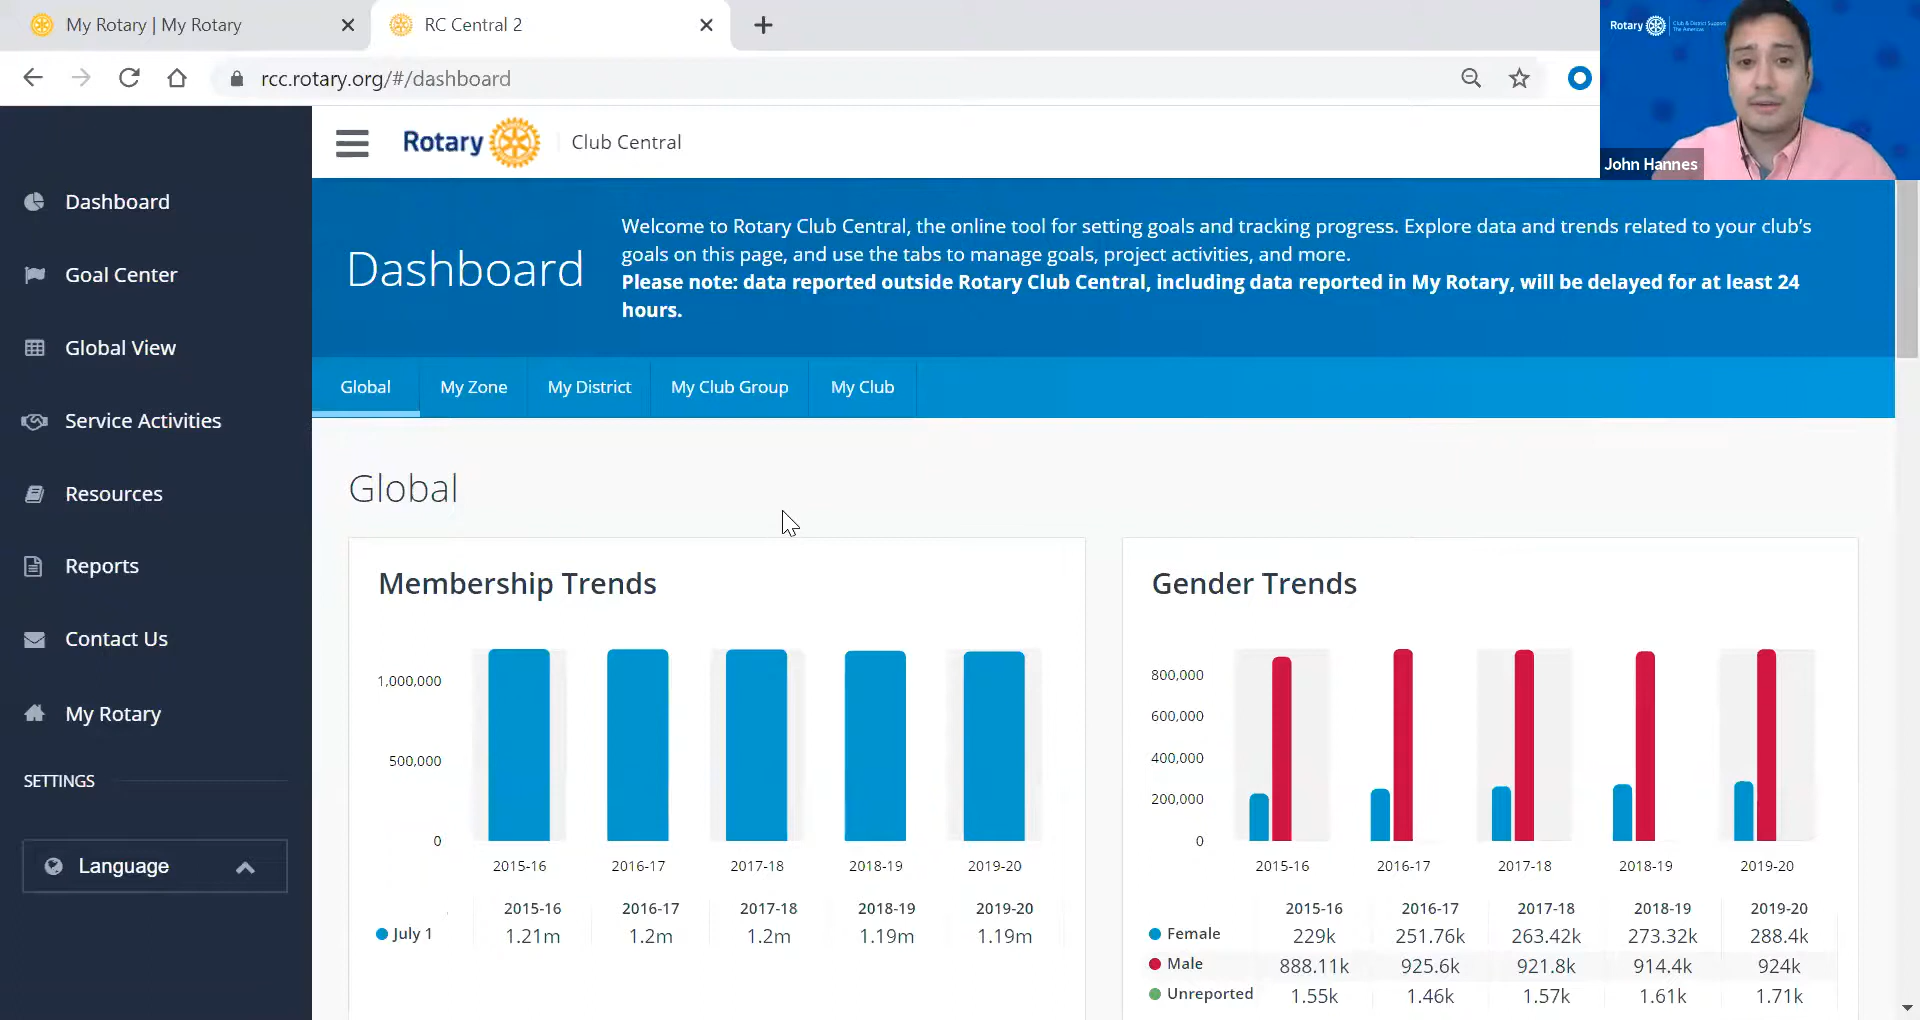 My Rotary | My Rotary
RC Central 2
rcc.rotary.org/#/dashboard
Rotary
Club & District Support
The Americas
John Hannes
Rotary
Club Central
Dashboard
Goal Center
Global View
Service Activities
Resources
Reports
Contact Us
My Rotary
SETTINGS
Language
Dashboard
Welcome to Rotary Club Central, the online tool for setting goals and tracking progress. Explore data and trends related to your club's
goals on this page, and use the tabs to manage goals, project activities, and more.
Please note: data reported outside Rotary Club Central, including data reported in My Rotary, will be delayed for at least 24
hours.
Global My Zone My District My Club Group My Club
Global
Membership Trends
1,000,000
500,000
0
2015-16 2016-17 2017-18 2018-19 2019-20
2015-16 2016-17 2017-18 2018-19 2019-20
July 1 1.21m 1.2m 1.2m 1.19m 1.19m
Gender Trends
800,000
600,000
400,000
200,000
0
2015-16 2016-17 2017-18 2018-19 2019-20
2015-16 2016-17 2017-18 2018-19 2019-20
Female 229k 251.76k 263.42k 273.32k 288.4k
Male 888.11k 925.6k 921.8k 914.4k 924k
Unreported 1.55k 1.46k 1.57k 1.61k 1.71k